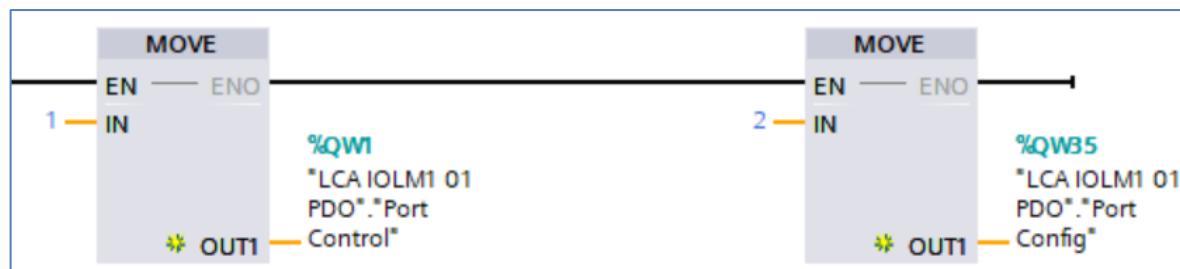 MOVE
EN ENO
1 IN
%QW1
"LCA IOLM1 01
PDO"."Port
Control"
OUT1
MOVE
EN ENO
2 IN
%QW35
"LCA IOLM1 01
PDO"."Port
Config"
OUT1